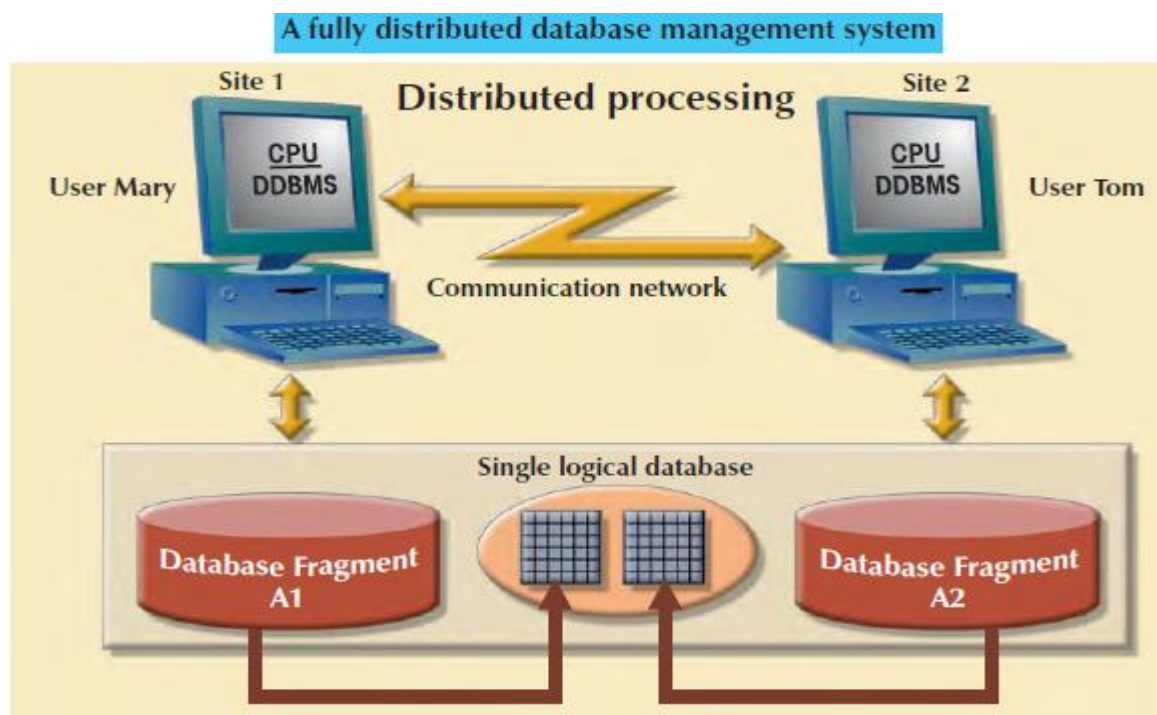 A fully distributed database management system
Site 1
Distributed processing
Site 2
CPU
DDBMS
CPU
DDBMS
User Mary
User Tom
Communication network
Single logical database
Database Fragment
A1
Database Fragment
A2